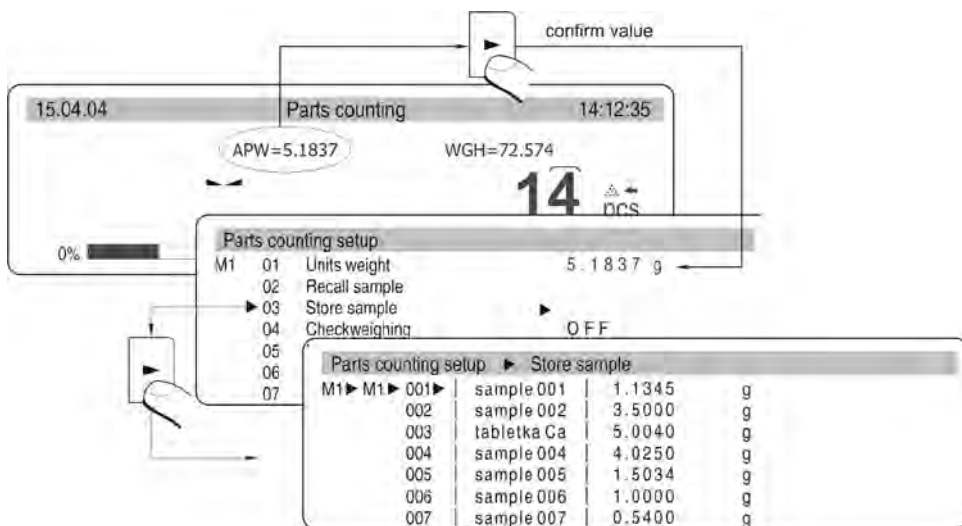 confirm value
15.04.04 Parts counting 14:12:35
APW=5.1837 WGH=72.574
14 pcs
0%
Parts counting setup
M1 01 Units weight 5.1837 g
02 Recall sample
▶ 03 Store sample ▶
04 Checkweighing OFF
05
06
07
Parts counting setup ▶ Store sample
M1▶ M1▶ 001▶ | sample 001 | 1.1345 g
002 | sample 002 | 3.5000 g
003 | tabletka Ca | 5.0040 g
004 | sample 004 | 4.0250 g
005 | sample 005 | 1.5034 g
006 | sample 006 | 1.0000 g
007 | sample 007 | 0.5400 g